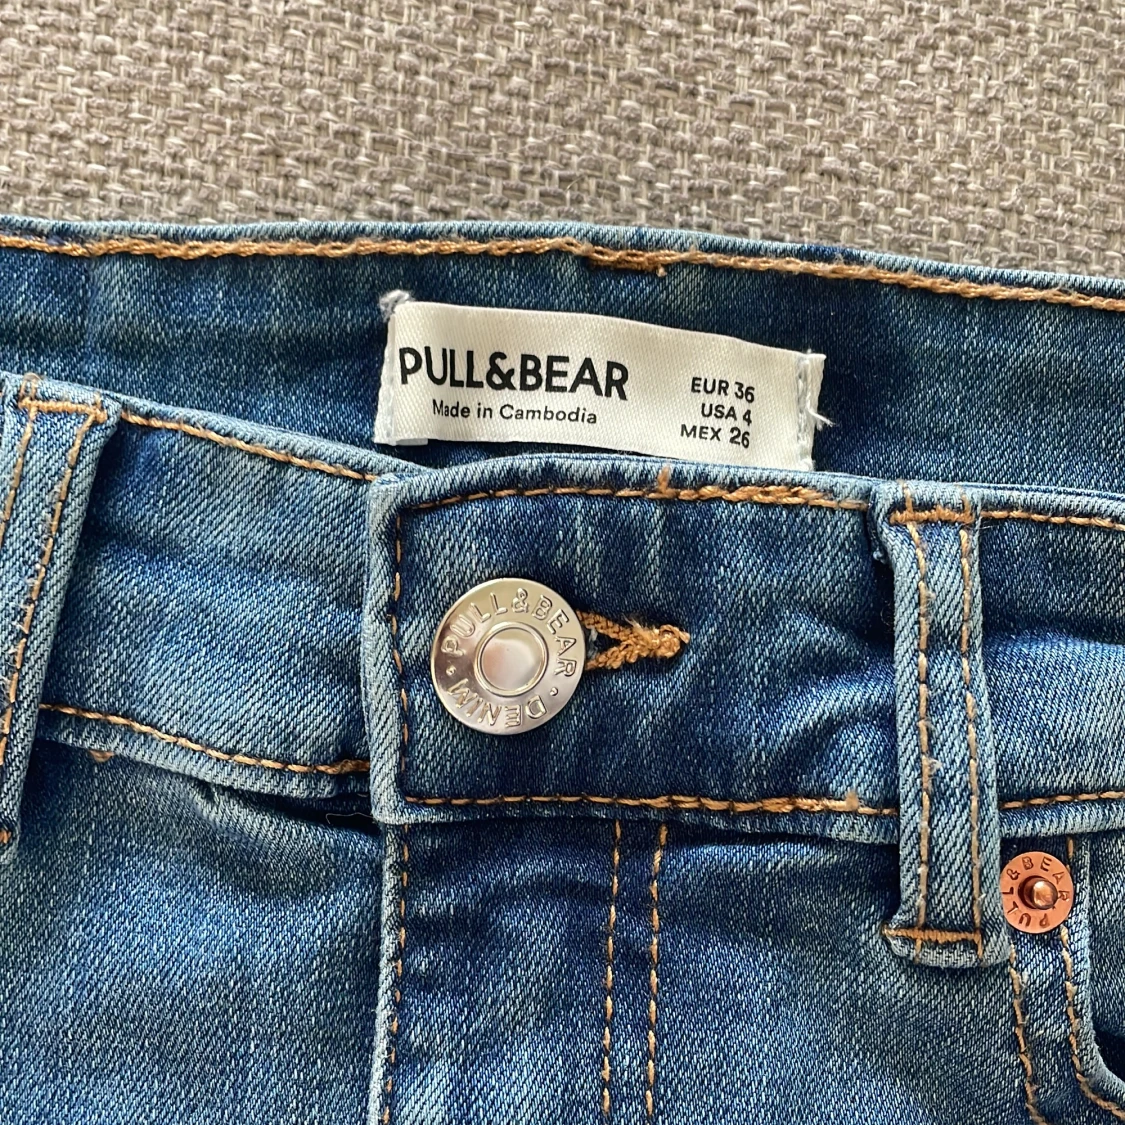 PULL&BEAR
Made in Cambodia
EUR 36
USA 4
MEX 26
PULL&BEAR • DENIM •
PULL&BEAR